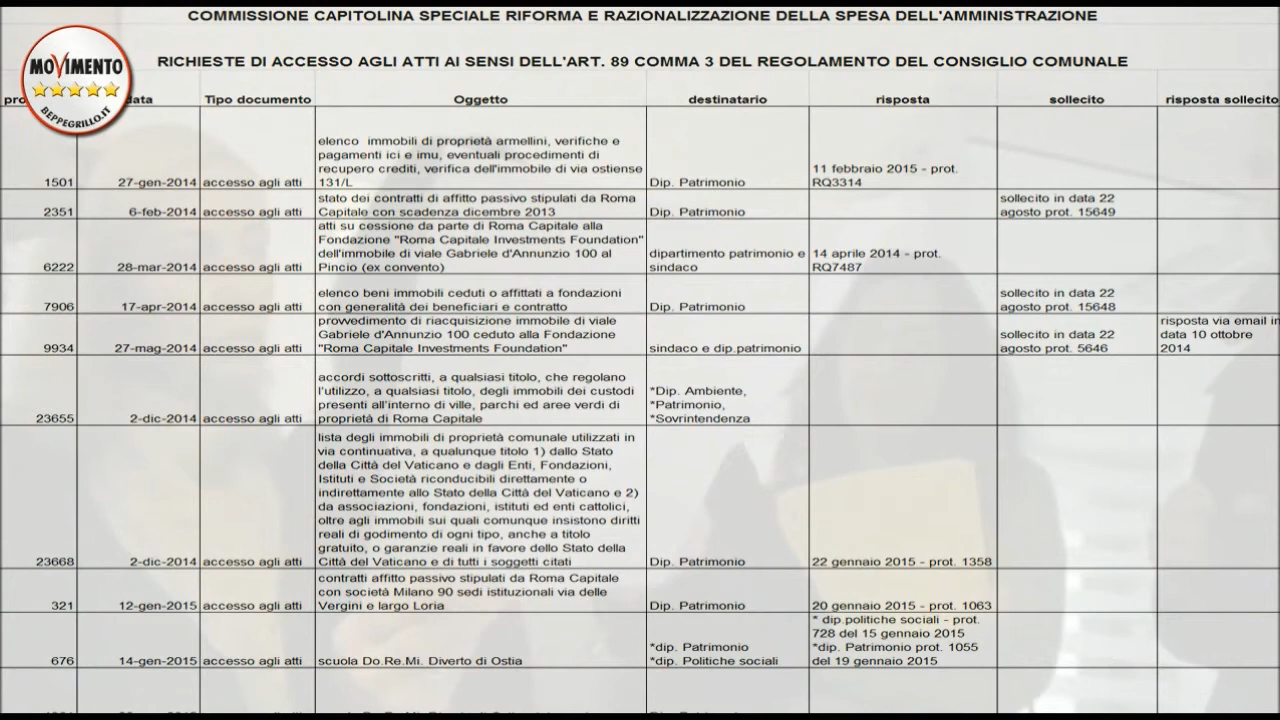 COMMISSIONE CAPITOLINA SPECIALE RIFORMA E RAZIONALIZZAZIONE DELLA SPESA DELL'AMMINISTRAZIONE
RICHIESTE DI ACCESSO AGLI ATTI AI SENSI DELL'ART. 89 COMMA 3 DEL REGOLAMENTO DEL CONSIGLIO COMUNALE
MOVIMENTO
BEPPEGRILLO.IT
data Tipo documento Oggetto destinatario risposta sollecito risposta sollecito
elenco immobili di proprietà armellini, verifiche e
pagamenti ici e imu, eventuali procedimenti di
recupero crediti, verifica dell'immobile di via ostiense 11 febbraio 2015 - prot.
1501 27-gen-2014 accesso agli atti 131/L Dip. Patrimonio RQ3314
stato dei contratti di affitto passivo stipulati da Roma sollecito in data 22
2351 6-feb-2014 accesso agli atti Capitale con scadenza dicembre 2013 Dip. Patrimonio agosto prot. 15649
atti su cessione da parte di Roma Capitale alla
Fondazione "Roma Capitale Investments Foundation"
dell'immobile di viale Gabriele d'Annunzio 100 al dipartimento patrimonio e 14 aprile 2014 - prot.
6222 28-mar-2014 accesso agli atti Pincio (ex convento) sindaco RQ7487
elenco beni immobili ceduti o affittati a fondazioni sollecito in data 22
7906 17-apr-2014 accesso agli atti con generalità dei beneficiari e contratto Dip. Patrimonio agosto prot. 15648
provvedimento di riacquisizione immobile di viale risposta via email in
Gabriele d'Annunzio 100 ceduto alla Fondazione sollecito in data 22 data 10 ottobre
9934 27-mag-2014 accesso agli atti "Roma Capitale Investments Foundation" sindaco e dip.patrimonio agosto prot. 5646 2014
accordi sottoscritti, a qualsiasi titolo, che regolano
l'utilizzo, a qualsiasi titolo, degli immobili dei custodi *Dip. Ambiente,
presenti all'interno di ville, parchi ed aree verdi di *Patrimonio,
23655 2-dic-2014 accesso agli atti proprietà di Roma Capitale *Sovrintendenza
lista degli immobili di proprietà comunale utilizzati in
via continuativa, a qualunque titolo 1) dallo Stato
della Città del Vaticano e dagli Enti, Fondazioni,
Istituti e Società riconducibili direttamente o
indirettamente allo Stato della Città del Vaticano e 2)
da associazioni, fondazioni, istituti ed enti cattolici,
oltre agli immobili sui quali comunque insistono diritti
reali di godimento di ogni tipo, anche a titolo
gratuito, o garanzie reali in favore dello Stato della
23668 2-dic-2014 accesso agli atti Città del Vaticano e di tutti i soggetti citati Dip. Patrimonio 22 gennaio 2015 - prot. 1358
contratti affitto passivo stipulati da Roma Capitale
con società Milano 90 sedi istituzionali via delle
321 12-gen-2015 accesso agli atti Vergini e largo Loria Dip. Patrimonio 20 gennaio 2015 - prot. 1063
* dip.politiche sociali - prot.
728 del 15 gennaio 2015
*dip. Patrimonio *dip. Patrimonio prot. 1055
676 14-gen-2015 accesso agli atti scuola Do.Re.Mi. Diverto di Ostia *dip. Politiche sociali del 19 gennaio 2015